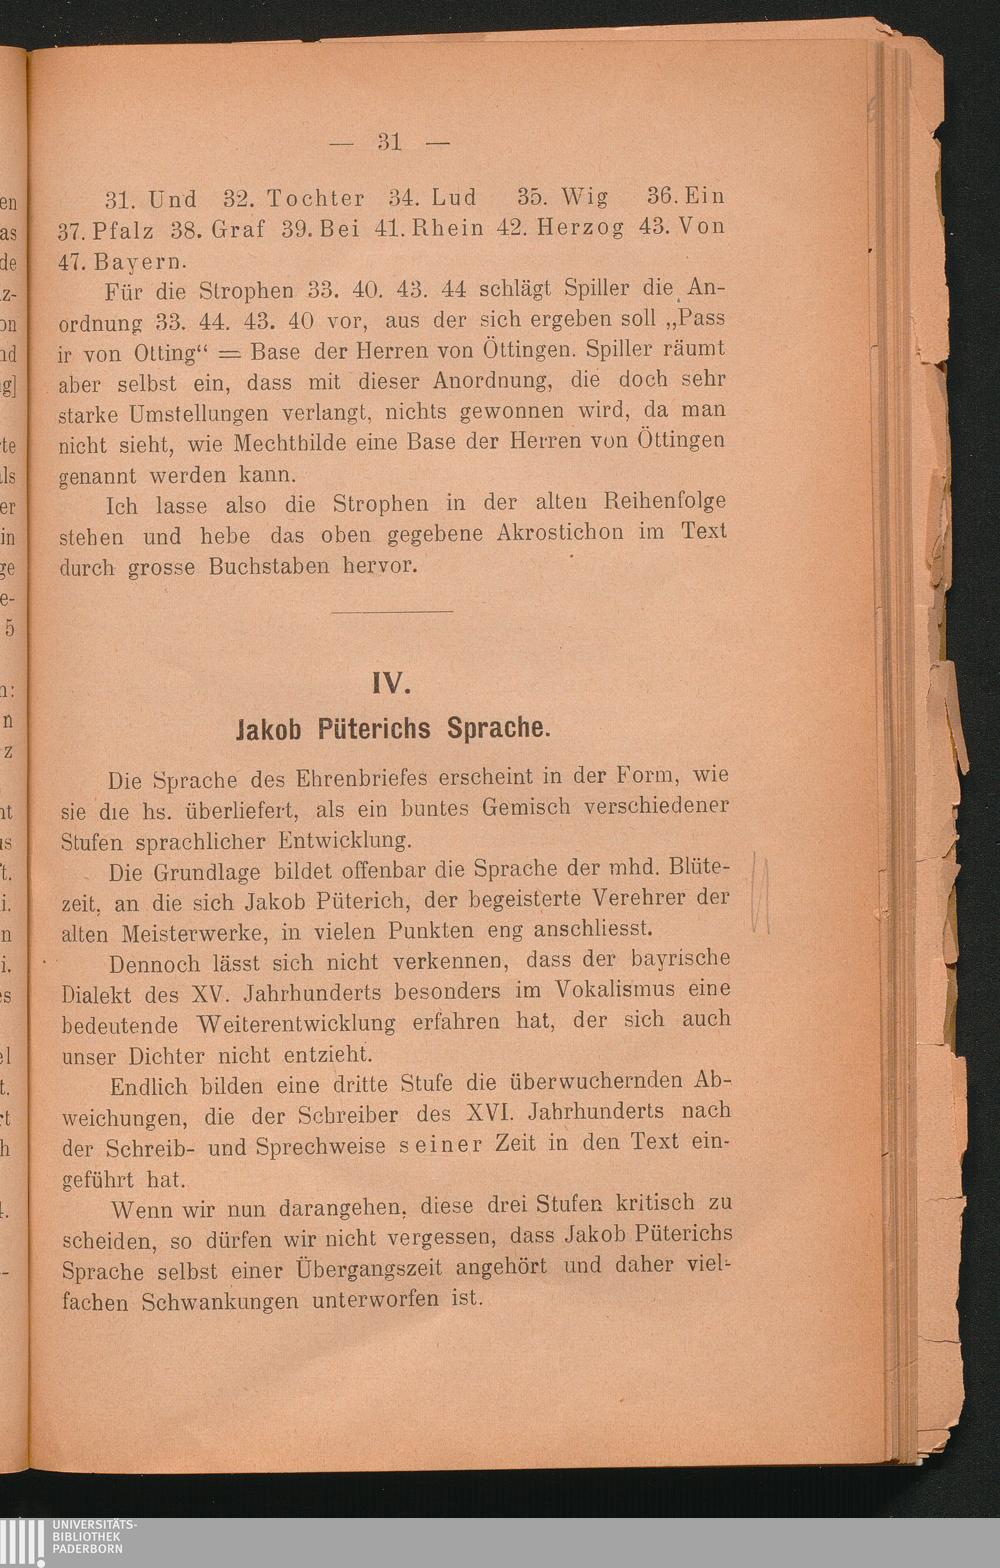 — 31 —
31. Und 32. Tochter 34. Lud 35. Wig 36. Ein
37. Pfalz 38. Graf 39. Bei 41. Rhein 42. Herzog 43. Von
47. Bayern.
Für die Strophen 33. 40. 43. 44 schlägt Spiller die An-
ordnung 33. 44. 43. 40 vor, aus der sich ergeben soll „Pass
ir von Otting“ = Base der Herren von Öttingen. Spiller räumt
aber selbst ein, dass mit dieser Anordnung, die doch sehr
starke Umstellungen verlangt, nichts gewonnen wird, da man
nicht sieht, wie Mechthilde eine Base der Herren von Öttingen
genannt werden kann.
Ich lasse also die Strophen in der alten Reihenfolge
stehen und hebe das oben gegebene Akrostichon im Text
durch grosse Buchstaben hervor.
IV.
Jakob Püterichs Sprache.
Die Sprache des Ehrenbriefes erscheint in der Form, wie
sie die hs. überliefert, als ein buntes Gemisch verschiedener
Stufen sprachlicher Entwicklung.
Die Grundlage bildet offenbar die Sprache der mhd. Blüte-
zeit, an die sich Jakob Püterich, der begeisterte Verehrer der
alten Meisterwerke, in vielen Punkten eng anschliesst.
Dennoch lässt sich nicht verkennen, dass der bayrische
Dialekt des XV. Jahrhunderts besonders im Vokalismus eine
bedeutende Weiterentwicklung erfahren hat, der sich auch
unser Dichter nicht entzieht.
Endlich bilden eine dritte Stufe die überwuchernden Ab-
weichungen, die der Schreiber des XVI. Jahrhunderts nach
der Schreib- und Sprechweise seiner Zeit in den Text ein-
geführt hat.
Wenn wir nun darangehen, diese drei Stufen kritisch zu
scheiden, so dürfen wir nicht vergessen, dass Jakob Püterichs
Sprache selbst einer Übergangszeit angehört und daher viel-
fachen Schwankungen unterworfen ist.
UNIVERSITÄTS-
BIBLIOTHEK
PADERBORN